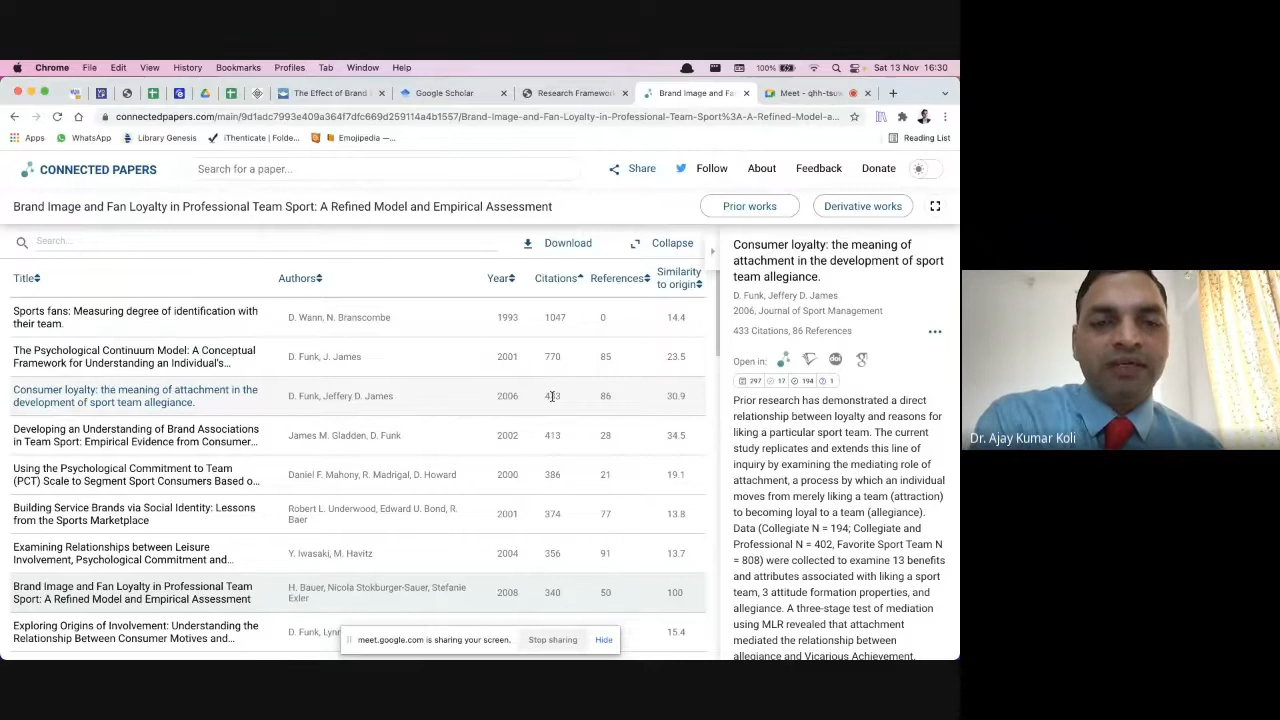 Chrome File Edit View History Bookmarks Profiles Tab Window Help 100% Sat 13 Nov 16:30
The Effect of Brand Google Scholar Research Framework Brand Image and Fan Meet - qhh-tsuw
connectedpapers.com/main/9d1adc7993e409a364f7dfc669d259114a4b1557/Brand-Image-and-Fan-Loyalty-in-Professional-Team-Sport%3A-A-Refined-Model-a...
Apps WhatsApp Library Genesis iThenticate | Folde... Emojipedia —... Reading List
CONNECTED PAPERS Search for a paper... Share Follow About Feedback Donate
Brand Image and Fan Loyalty in Professional Team Sport: A Refined Model and Empirical Assessment Prior works Derivative works
Search... Download Collapse
Title Authors Year Citations References Similarity
to origin
Sports fans: Measuring degree of identification with
their team.
D. Wann, N. Branscombe 1993 1047 0 14.4
The Psychological Continuum Model: A Conceptual
Framework for Understanding an Individual's...
D. Funk, J. James 2001 770 85 23.5
Consumer loyalty: the meaning of attachment in the
development of sport team allegiance.
D. Funk, Jeffery D. James 2006 86 30.9
Developing an Understanding of Brand Associations
in Team Sport: Empirical Evidence from Consumer...
James M. Gladden, D. Funk 2002 413 28 34.5
Using the Psychological Commitment to Team
(PCT) Scale to Segment Sport Consumers Based o...
Daniel F. Mahony, R. Madrigal, D. Howard 2000 386 21 19.1
Building Service Brands via Social Identity: Lessons
from the Sports Marketplace
Robert L. Underwood, Edward U. Bond, R.
Baer
2001 374 77 13.8
Examining Relationships between Leisure
Involvement, Psychological Commitment and...
Y. Iwasaki, M. Havitz 2004 356 91 13.7
Brand Image and Fan Loyalty in Professional Team
Sport: A Refined Model and Empirical Assessment
H. Bauer, Nicola Stokburger-Sauer, Stefanie
Exler
2008 340 50 100
Exploring Origins of Involvement: Understanding the
Relationship Between Consumer Motives and...
D. Funk, Lynn 15.4
meet.google.com is sharing your screen. Stop sharing Hide
Consumer loyalty: the meaning of
attachment in the development of sport
team allegiance.
D. Funk, Jeffery D. James
2006, Journal of Sport Management
433 Citations, 86 References
Open in: doi
297 17 194 1
Prior research has demonstrated a direct
relationship between loyalty and reasons for
liking a particular sport team. The current
study replicates and extends this line of
inquiry by examining the mediating role of
attachment, a process by which an individual
moves from merely liking a team (attraction)
to becoming loyal to a team (allegiance).
Data (Collegiate N = 194; Collegiate and
Professional N = 402, Favorite Sport Team N
= 808) were collected to examine 13 benefits
and attributes associated with liking a sport
team, 3 attitude formation properties, and
allegiance. A three-stage test of mediation
using MLR revealed that attachment
mediated the relationship between
allegiance and Vicarious Achievement,
Dr. Ajay Kumar Koli